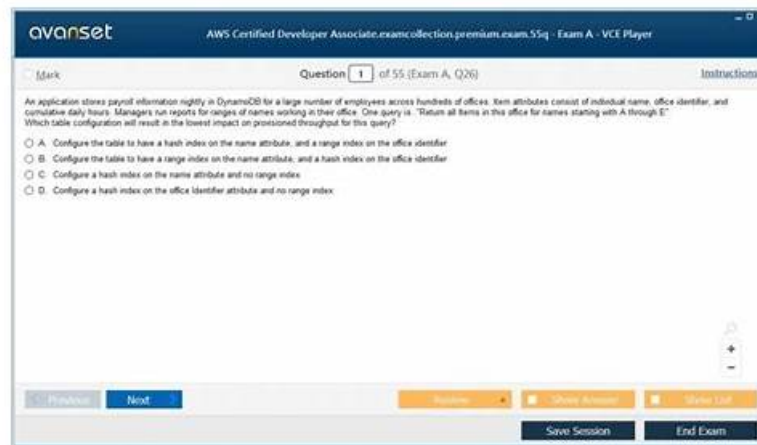 avanset
AWS Certified Developer Associate.examcollection.premium.exam.55q - Exam A - VCE Player
Mark
Question 1 of 55 (Exam A, Q26)
Instructions
An application stores payroll information nightly in DynamoDB for a large number of employees across hundreds of offices. Item attributes consist of individual name, office identifier, and
cumulative daily hours. Managers run reports for ranges of names working in their office. One query is. "Return all Items in this office for names starting with A through E"
Which table configuration will result in the lowest impact on provisioned throughput for this query?
A. Configure the table to have a hash index on the name attribute, and a range index on the office identifier
B. Configure the table to have a range index on the name attribute, and a hash index on the office identifier
C. Configure a hash index on the name attribute and no range index
D. Configure a hash index on the office Identifier attribute and no range index
Previous
Next
Review
Show Answer
Show List
Save Session
End Exam